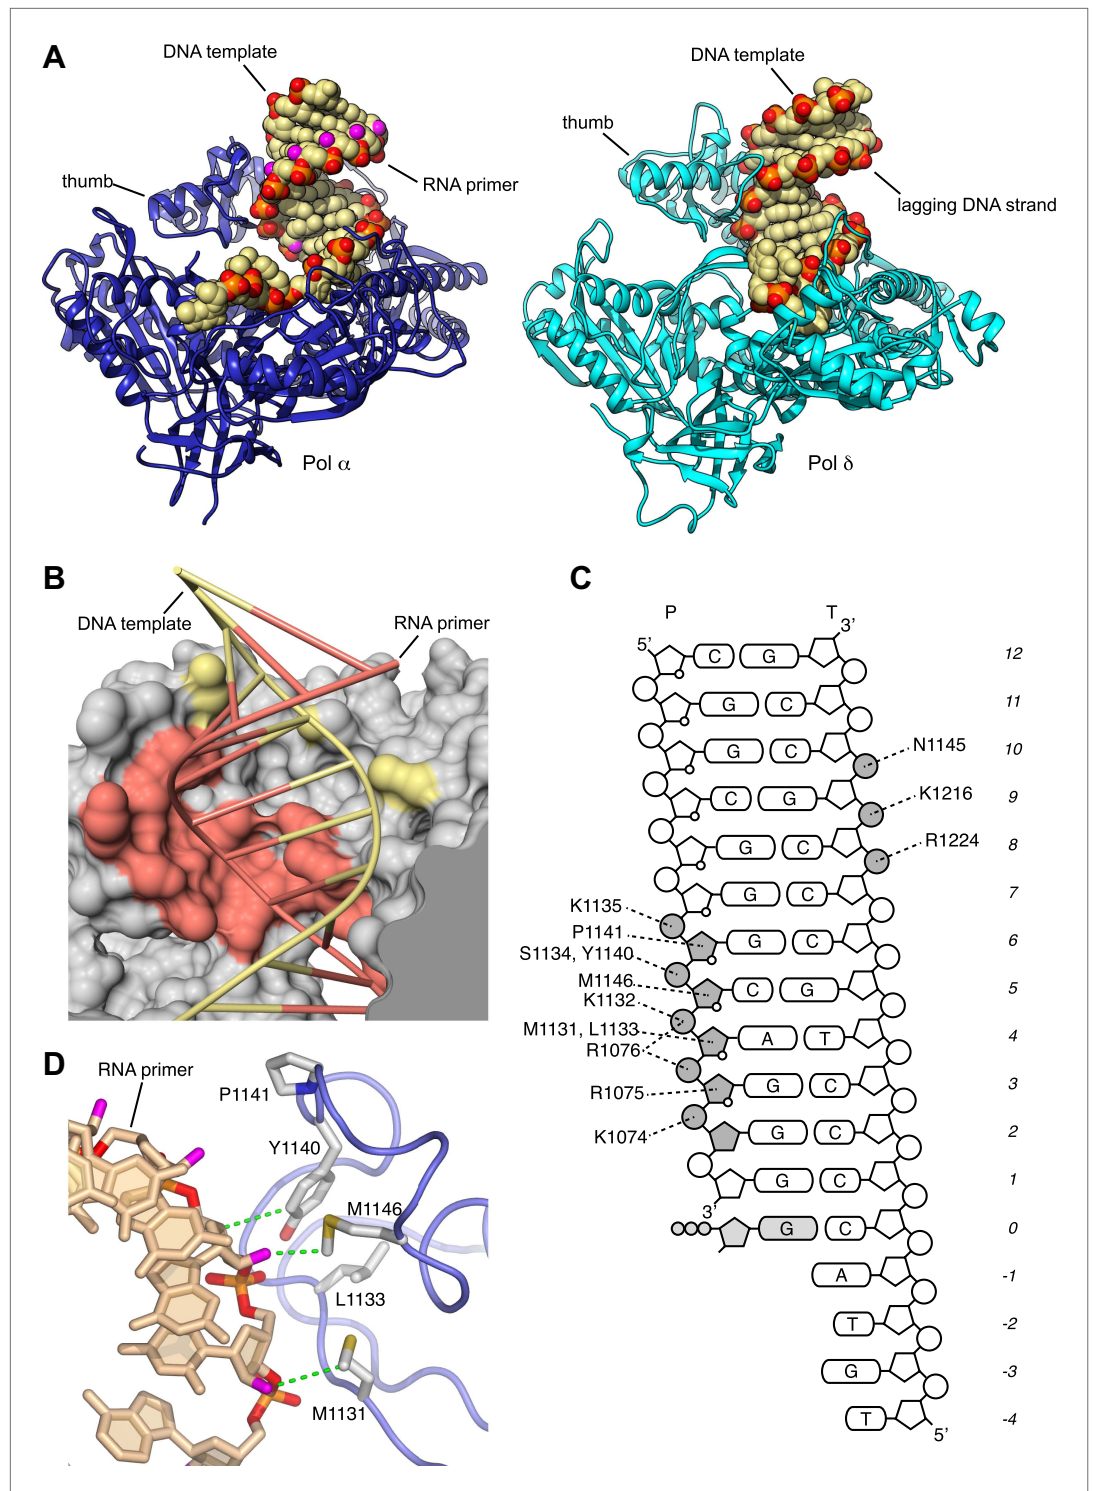 A
DNA template
thumb
RNA primer
Pol α
DNA template
thumb
lagging DNA strand
Pol δ
B
DNA template
RNA primer
C
P T
5’ 3’
C G 12
G C 11
G C 10
N1145
C G 9
K1216
G C 8
R1224
G C 7
K1135
P1141
G C 6
S1134, Y1140
M1146
C G 5
K1132
M1131, L1133
A T 4
R1076
R1075
G C 3
K1074
G C 2
G C 1
3’
G C 0
A -1
T -2
G -3
T -4
5’
D
RNA primer
P1141
Y1140
M1146
L1133
M1131